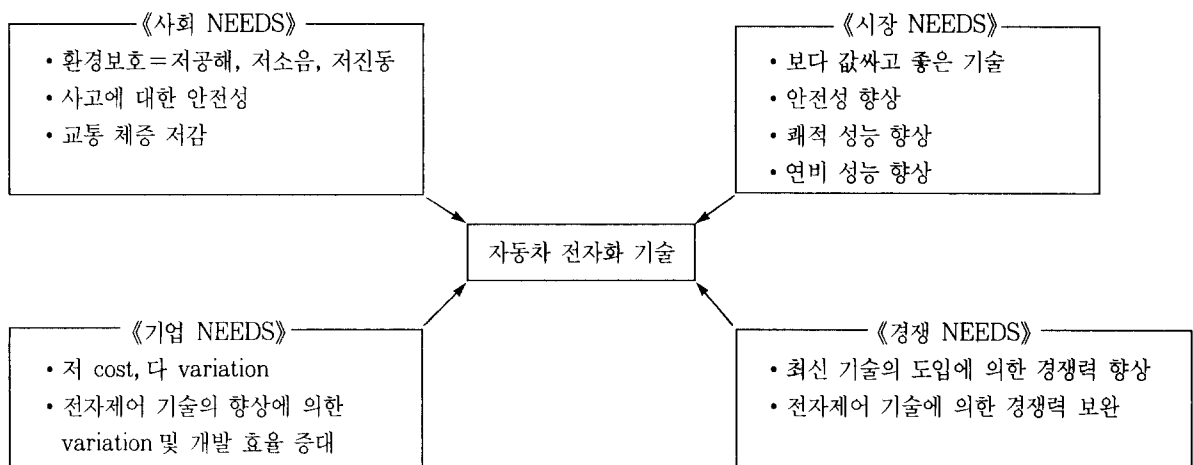 《사회 NEEDS》
• 환경보호=저공해, 저소음, 저진동
• 사고에 대한 안전성
• 교통 체증 저감
《시장 NEEDS》
• 보다 값싸고 좋은 기술
• 안전성 향상
• 쾌적 성능 향상
• 연비 성능 향상
자동차 전자화 기술
《기업 NEEDS》
• 저 cost, 다 variation
• 전자제어 기술의 향상에 의한
variation 및 개발 효율 증대
《경쟁 NEEDS》
• 최신 기술의 도입에 의한 경쟁력 향상
• 전자제어 기술에 의한 경쟁력 보완